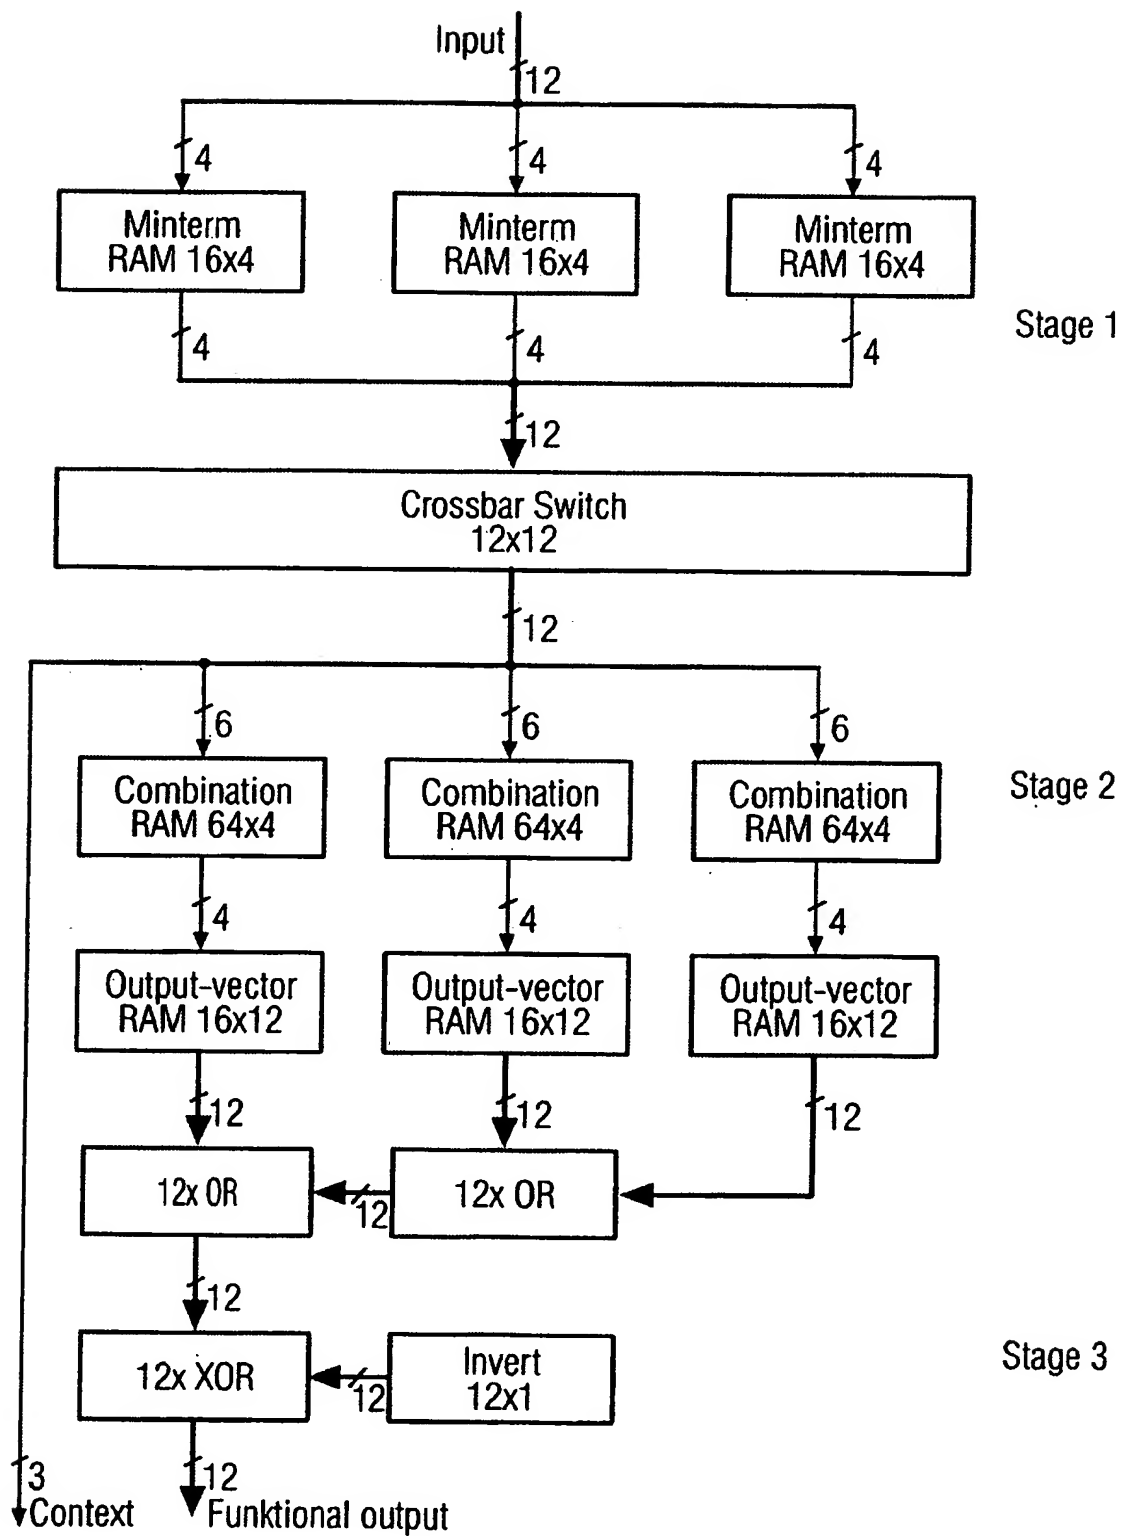 Input
12
4
4
4
Minterm
RAM 16x4
Minterm
RAM 16x4
Minterm
RAM 16x4
Stage 1
4
4
4
12
Crossbar Switch
12x12
12
6
6
6
Combination
RAM 64x4
Combination
RAM 64x4
Combination
RAM 64x4
Stage 2
4
4
4
Output-vector
RAM 16x12
Output-vector
RAM 16x12
Output-vector
RAM 16x12
12
12
12
12x OR
12
12x OR
12
12x XOR
12
Invert
12x1
Stage 3
3
12
Context
Funktional output